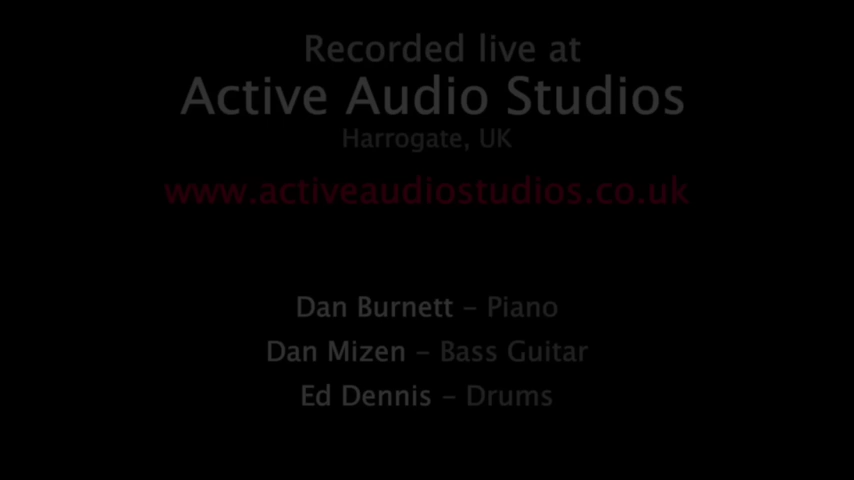 Recorded live at
Active Audio Studios
Harrogate, UK
www.activeaudiostudios.co.uk
Dan Burnett – Piano
Dan Mizen – Bass Guitar
Ed Dennis – Drums